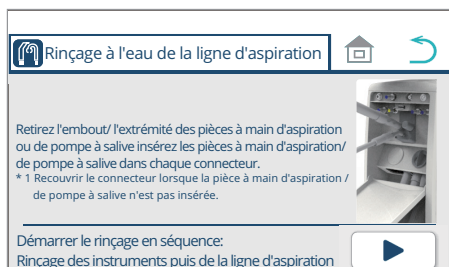 Rinçage à l'eau de la ligne d'aspiration
Retirez l'embout/ l'extrémité des pièces à main d'aspiration
ou de pompe à salive insérez les pièces à main d'aspiration/
de pompe à salive dans chaque connecteur.
* 1 Recouvrir le connecteur lorsque la pièce à main d'aspiration /
de pompe à salive n'est pas insérée.
Démarrer le rinçage en séquence:
Rinçage des instruments puis de la ligne d'aspiration